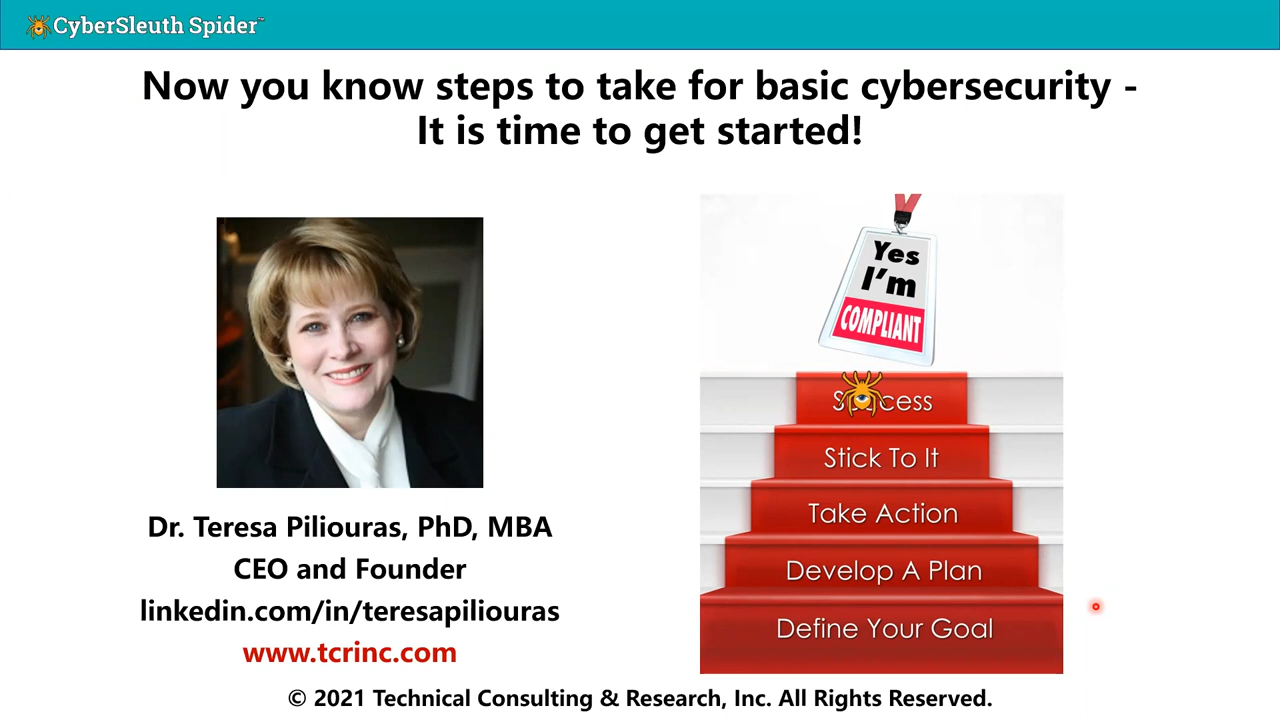 CyberSleuth Spider™
Now you know steps to take for basic cybersecurity -
It is time to get started!
Yes
I'm
COMPLIANT
Success
Stick To It
Take Action
Develop A Plan
Define Your Goal
Dr. Teresa Piliouras, PhD, MBA
CEO and Founder
linkedin.com/in/teresapiliouras
www.tcrinc.com
© 2021 Technical Consulting & Research, Inc. All Rights Reserved.